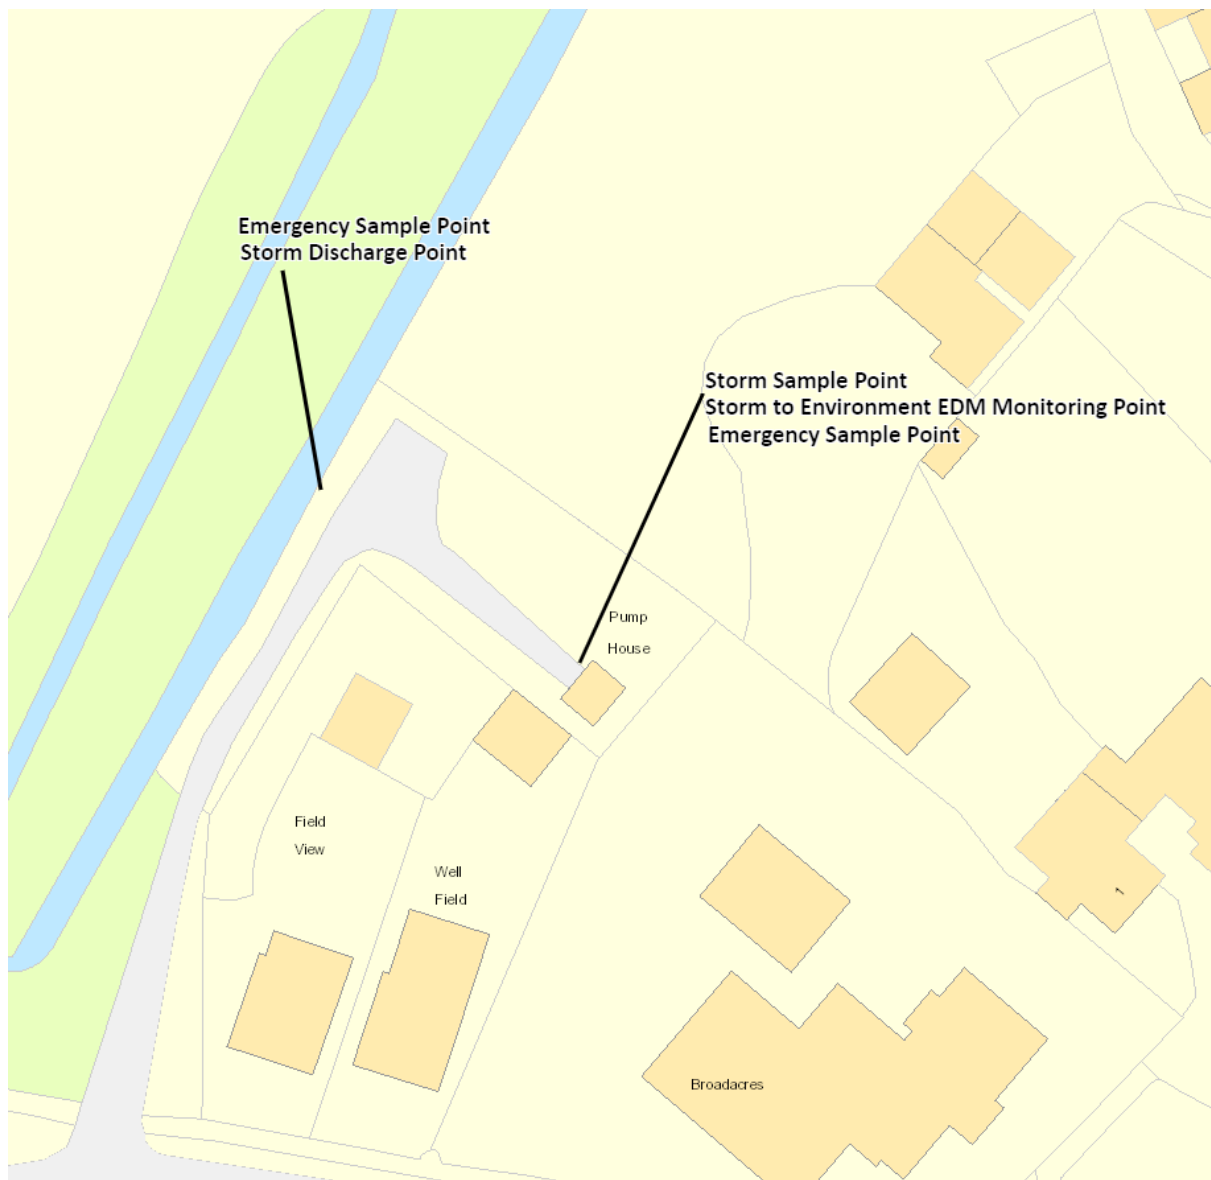 Emergency Sample Point
Storm Discharge Point
Storm Sample Point
Storm to Environment EDM Monitoring Point
Emergency Sample Point
Pump
House
Field
View
Well
Field
1
Broadacres